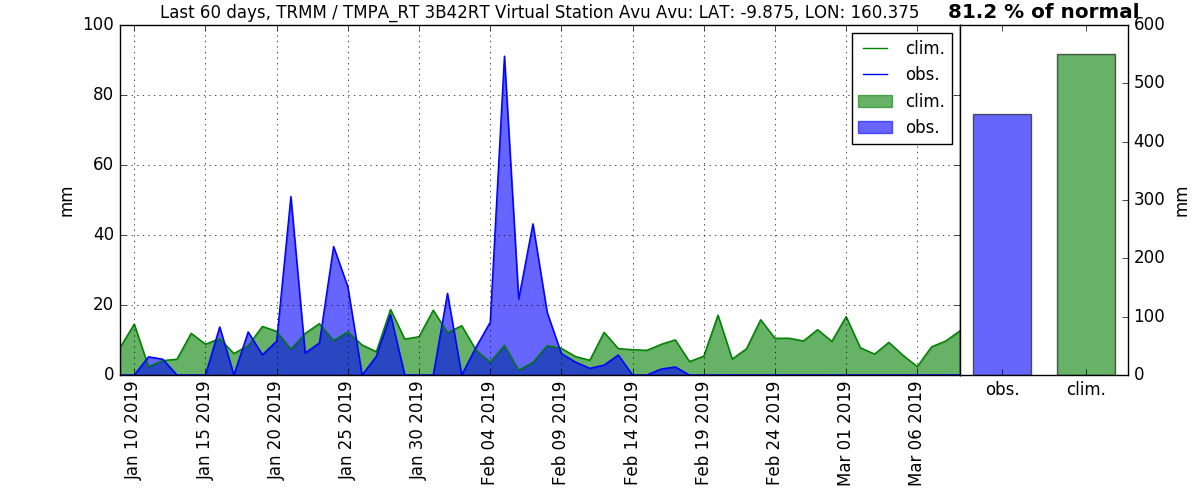 Last 60 days, TRMM / TMPA_RT 3B42RT Virtual Station Avu Avu: LAT: -9.875, LON: 160.375
81.2 % of normal
100
80
60
40
20
0
mm
clim.
obs.
clim.
obs.
600
500
400
300
200
100
0
mm
obs.
clim.
Jan 10 2019
Jan 15 2019
Jan 20 2019
Jan 25 2019
Jan 30 2019
Feb 04 2019
Feb 09 2019
Feb 14 2019
Feb 19 2019
Feb 24 2019
Mar 01 2019
Mar 06 2019